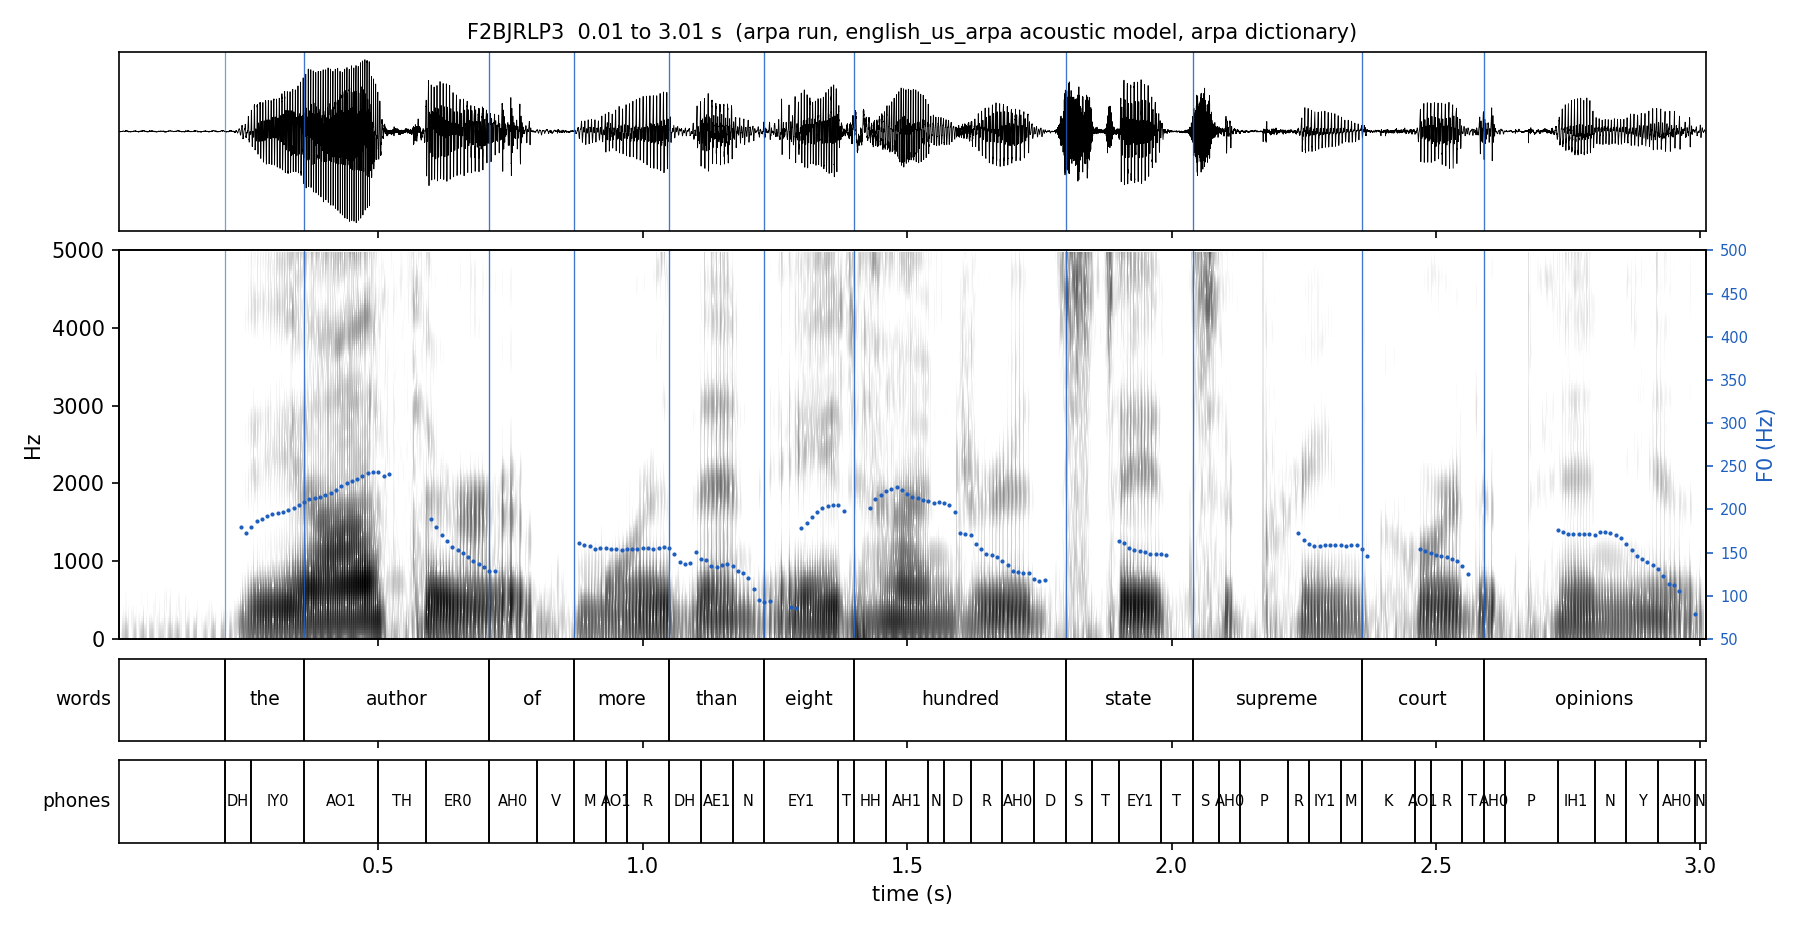 F2BJRLP3 0.01 to 3.01 s (arpa run, english_us_arpa acoustic model, arpa dictionary)
5000
4000
3000
2000
1000
0
Hz
500
450
400
350
300
250
200
150
100
50
F0 (Hz)
words the author of more than eight hundred state supreme court opinions
phones DH IY0 AO1 TH ER0 AH0 V M AO1 R DH AE1 N EY1 T HH AH1 N D R AH0 D S T EY1 T S AH0 P R IY1 M K AO1 R T AH0 P IH1 N Y AH0 N
0.5 1.0 1.5 2.0 2.5 3.0
time (s)